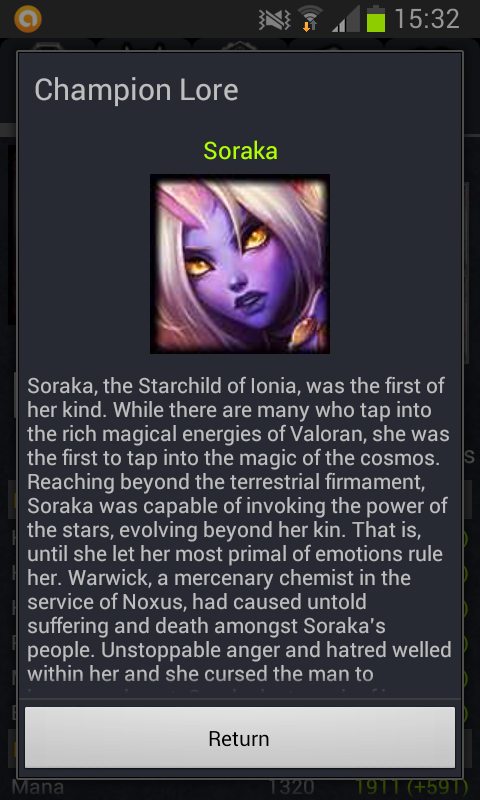 15:32
Champion Lore
Soraka
Soraka, the Starchild of Ionia, was the first of
her kind. While there are many who tap into
the rich magical energies of Valoran, she was
the first to tap into the magic of the cosmos.
Reaching beyond the terrestrial firmament,
Soraka was capable of invoking the power of
the stars, evolving beyond her kin. That is,
until she let her most primal of emotions rule
her. Warwick, a mercenary chemist in the
service of Noxus, had caused untold
suffering and death amongst Soraka's
people. Unstoppable anger and hatred welled
within her and she cursed the man to
Return
Mana 1320 1911 (+591)